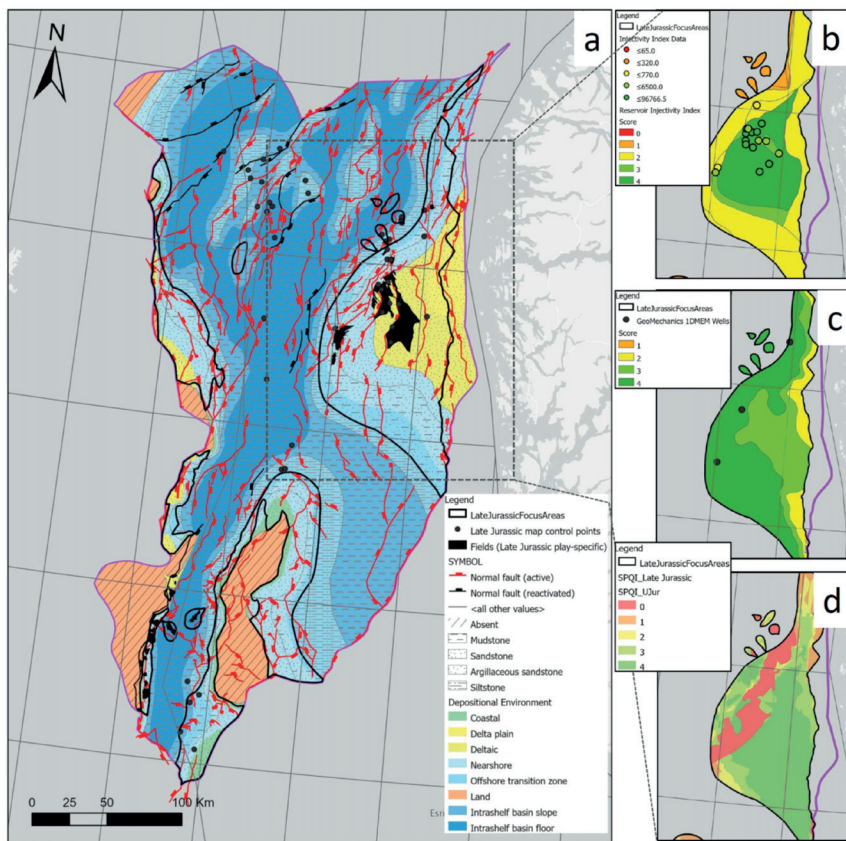 N
a
Legend
LateJurassicFocusAreas
Late Jurassic map control points
Fields (Late Jurassic play-specific)
SYMBOL
Normal fault (active)
Normal fault (reactivated)
<all other values>
Absent
Mudstone
Sandstone
Argillaceous sandstone
Siltstone
Depositional Environment
Coastal
Delta plain
Deltaic
Nearshore
Offshore transition zone
Land
Intrashelf basin slope
Intrashelf basin floor
0 25 50 100 Km
Esri
b
Legend
LateJurassicFocusAreas
Injectivity Index Data
≤65.0
≤320.0
≤770.0
≤6500.0
≤96766.5
Reservoir Injectivity Index
Score
0
1
2
3
4
c
Legend
LateJurassicFocusAreas
GeoMechanics 1DMEM Wells
Score
1
2
3
4
d
Legend
LateJurassicFocusAreas
SPQI_Late Jurassic
SPQI_UJur
0
1
2
3
4